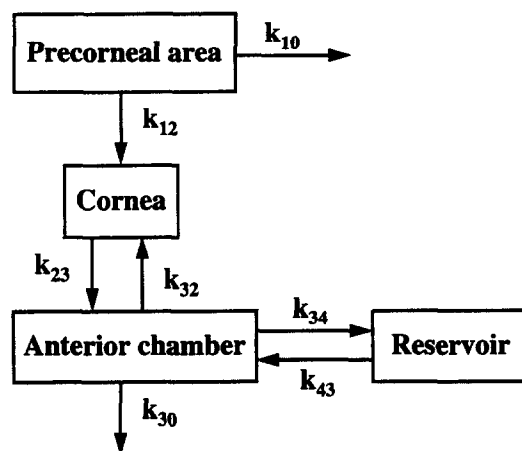 Precorneal area
k10
k12
Cornea
k23
k32
k34
Anterior chamber
Reservoir
k43
k30